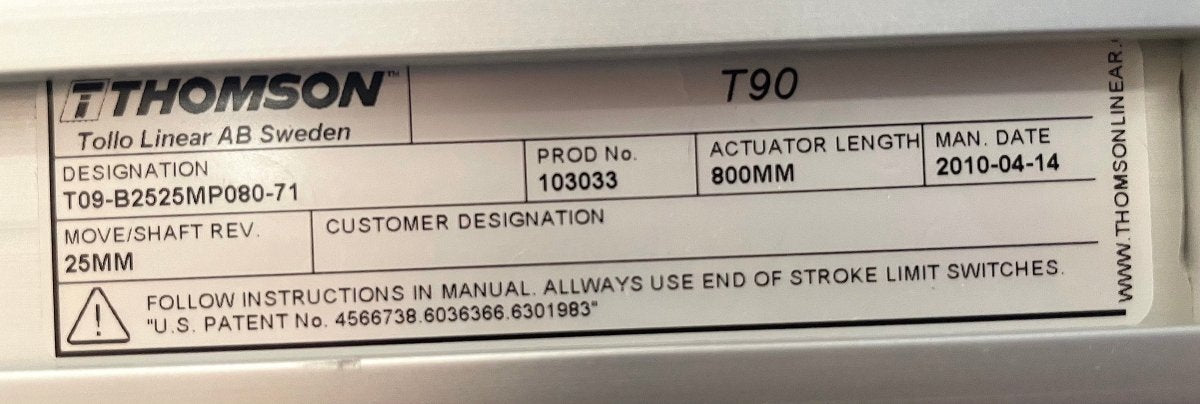 THOMSON™
Tollo Linear AB Sweden
T90
DESIGNATION
T09-B2525MP080-71
PROD No.
103033
ACTUATOR LENGTH
800MM
MAN. DATE
2010-04-14
MOVE/SHAFT REV.
25MM
CUSTOMER DESIGNATION
FOLLOW INSTRUCTIONS IN MANUAL. ALLWAYS USE END OF STROKE LIMIT SWITCHES.
"U.S. PATENT No. 4566738.6036366.6301983"
WWW.THOMSONLINEAR.